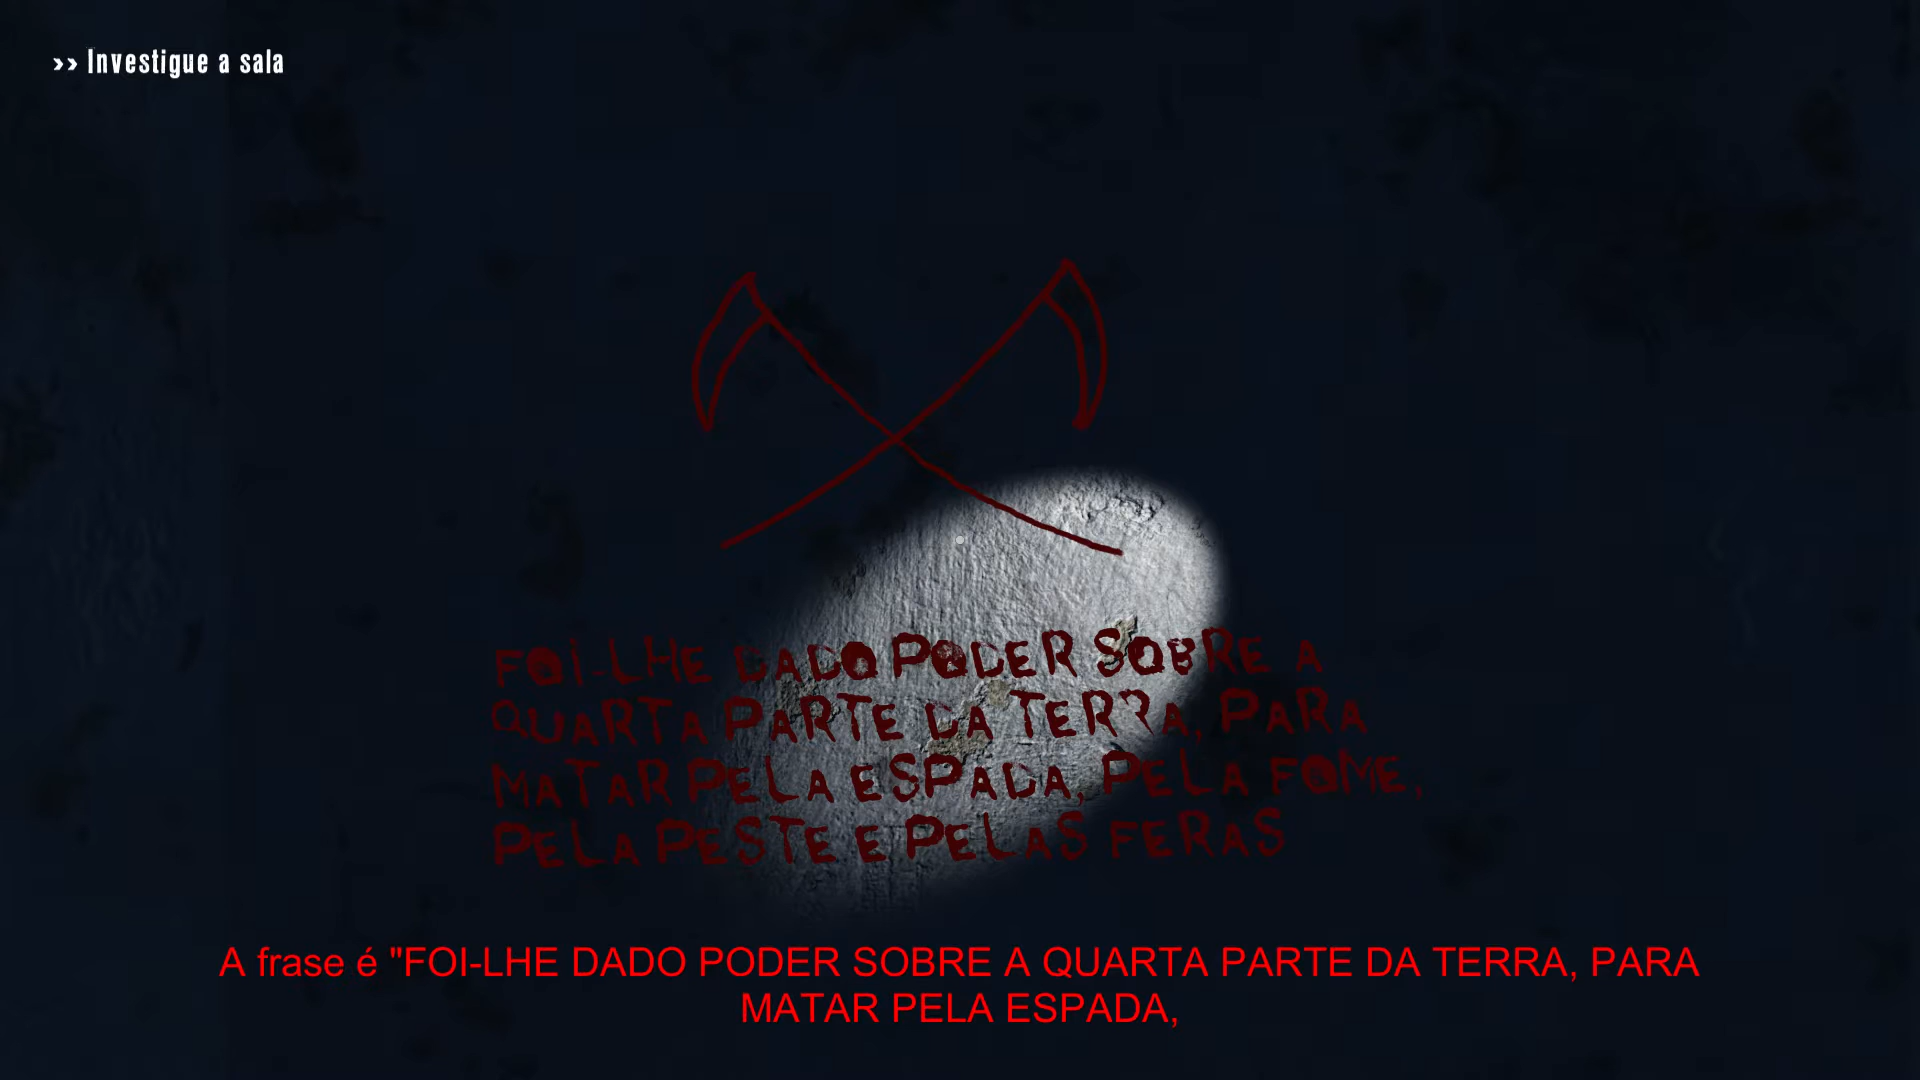 ›› Investigue a sala
FOI-LHE DADO PODER SOBRE A
QUARTA PARTE DA TERRA, PARA
MATAR PELA ESPADA, PELA FOME,
PELA PESTE E PELAS FERAS
A frase é "FOI-LHE DADO PODER SOBRE A QUARTA PARTE DA TERRA, PARA
MATAR PELA ESPADA,